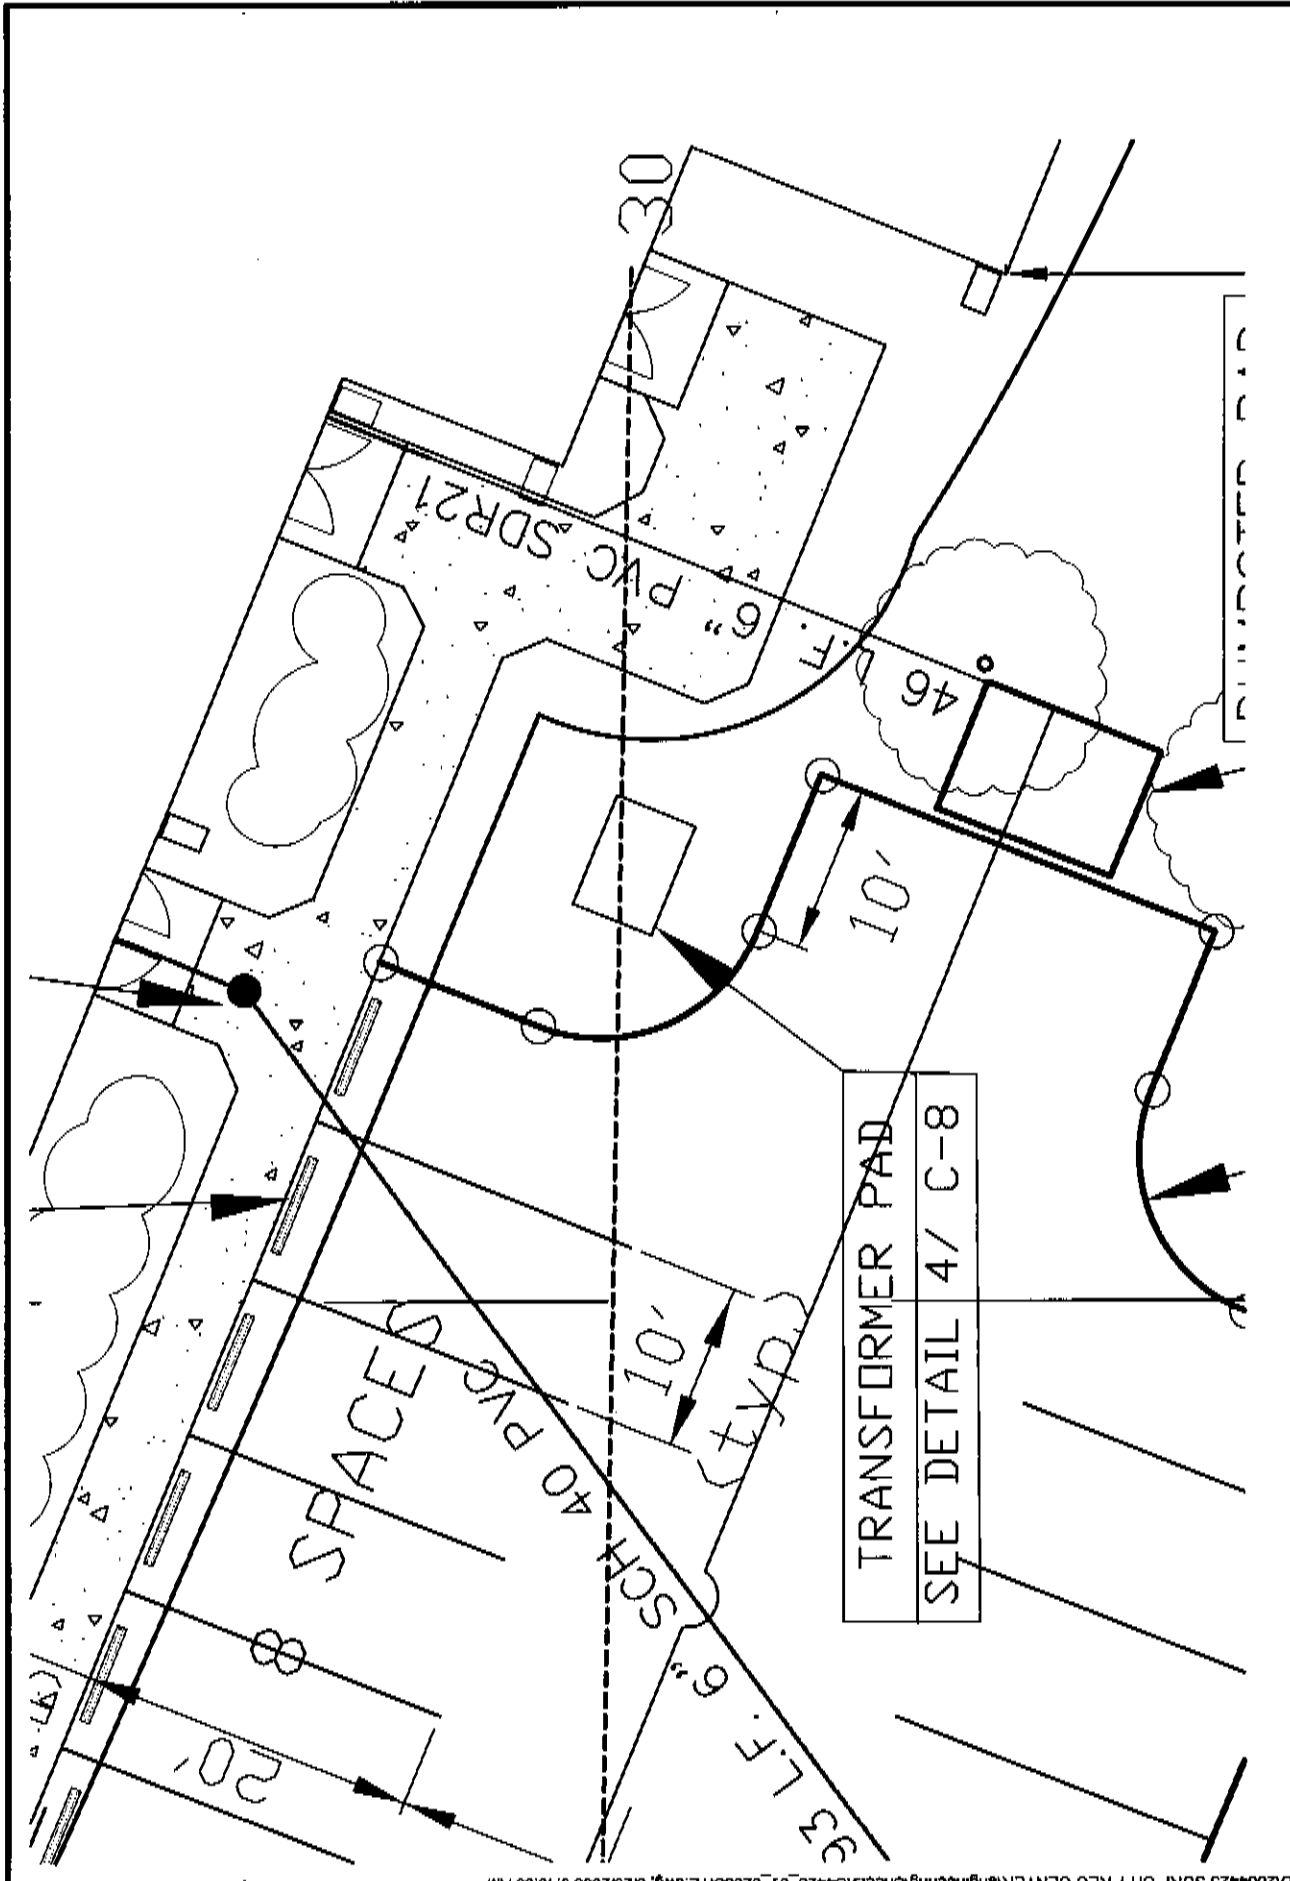 30
6" PVC SDR21
46 L.F.
10'
TRANSFORMER PAD
SEE DETAIL 4/ C-8
10'
(typ.)
8 SPACES
20'
93 L.F. 6" SCH 40 PVC